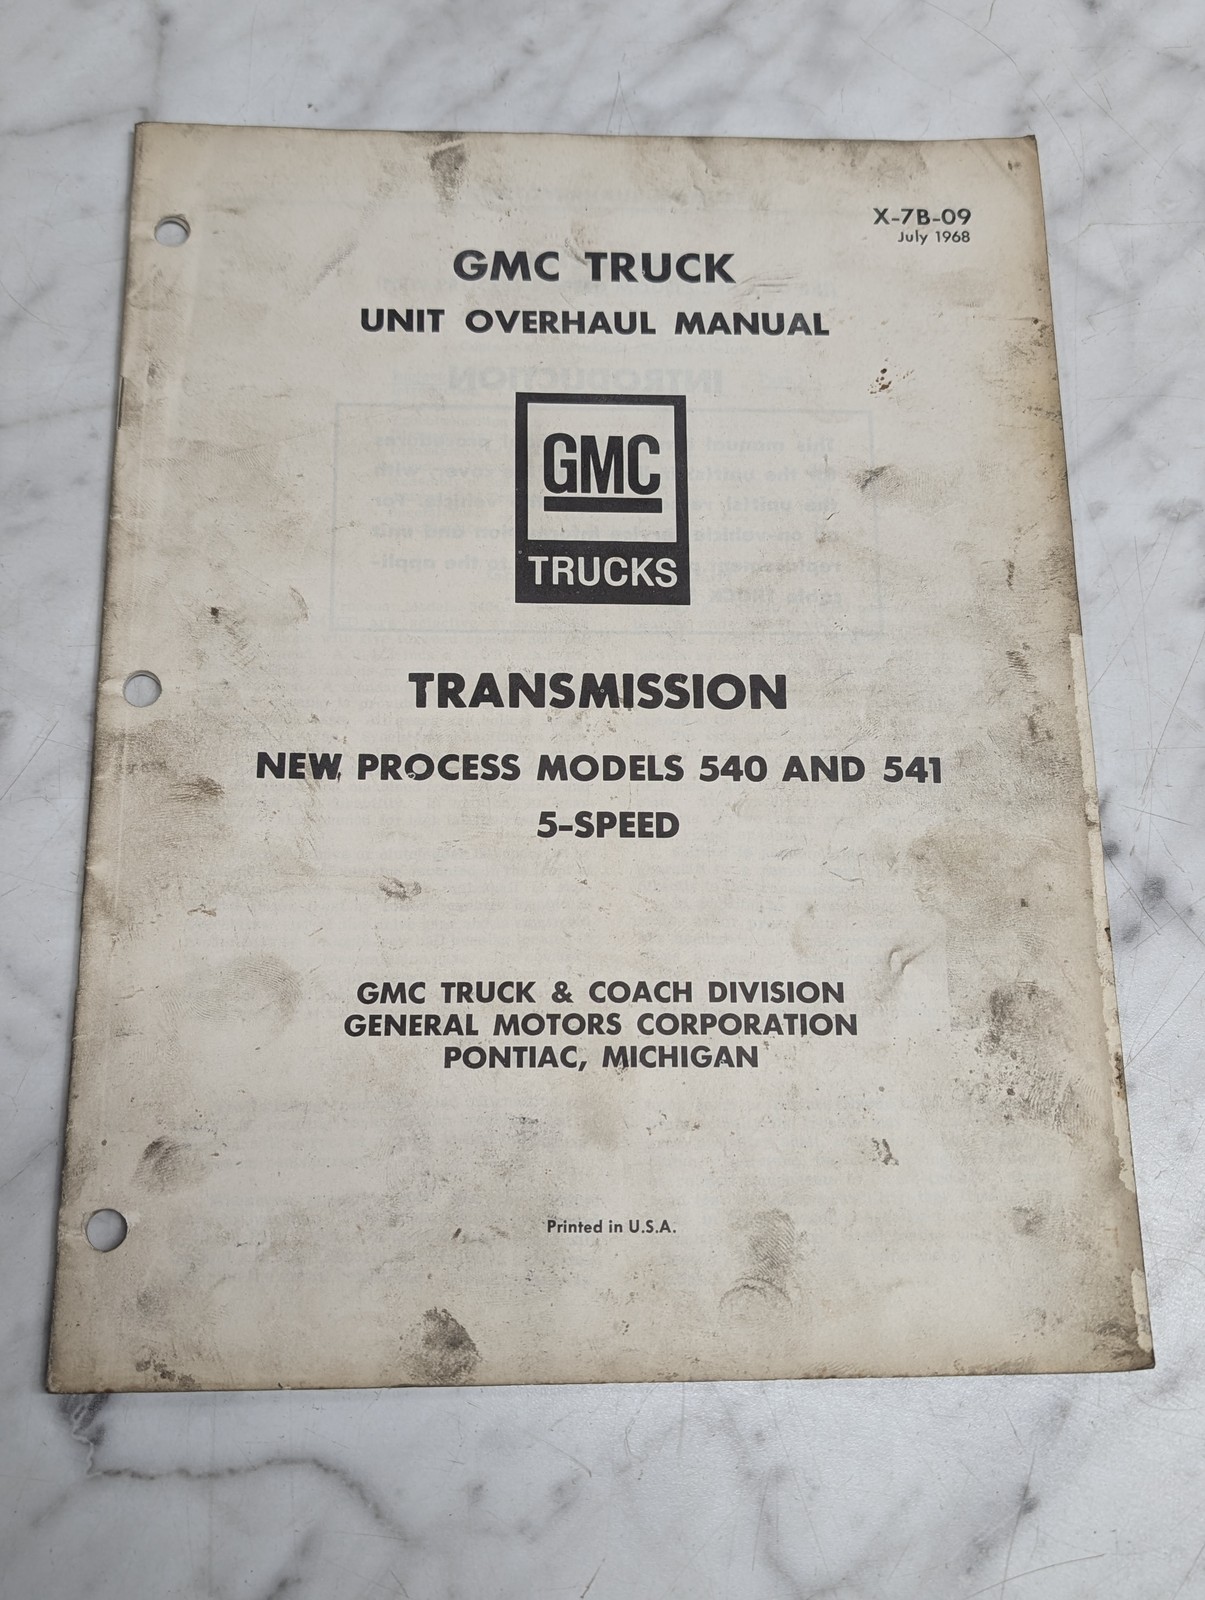 X-7B-09
July 1968
GMC TRUCK
UNIT OVERHAUL MANUAL
GMC
TRUCKS
TRANSMISSION
NEW PROCESS MODELS 540 AND 541
5-SPEED
GMC TRUCK & COACH DIVISION
GENERAL MOTORS CORPORATION
PONTIAC, MICHIGAN
Printed in U.S.A.